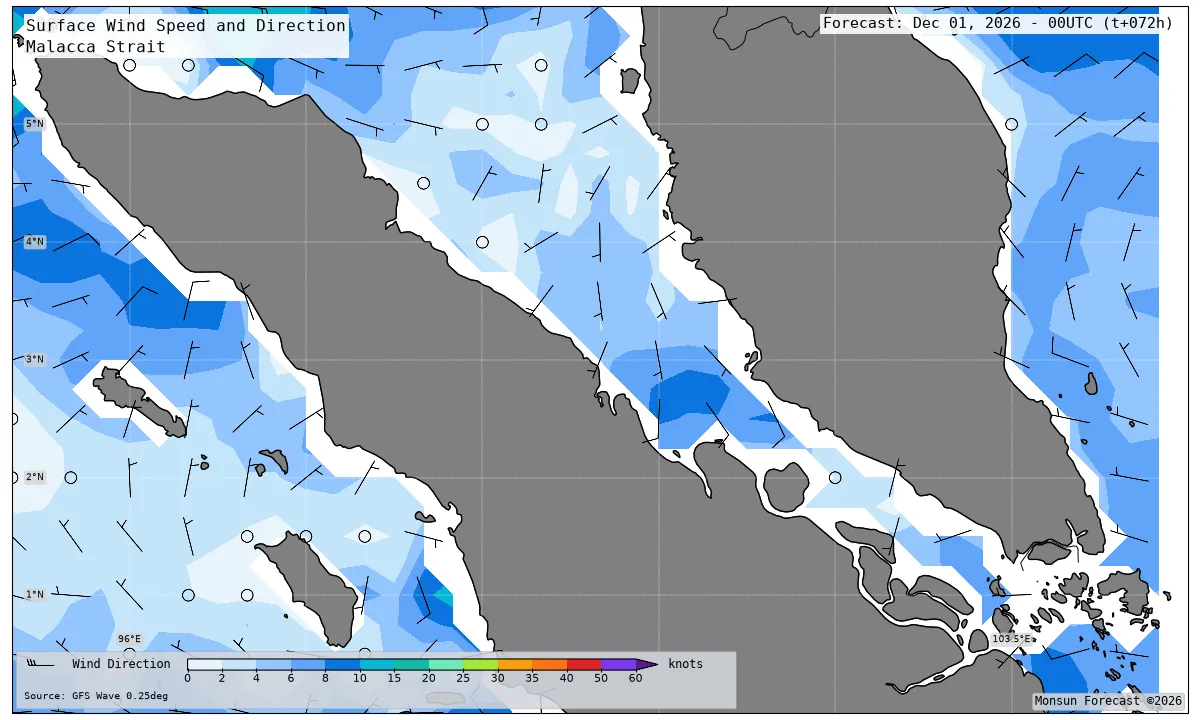 Surface Wind Speed and Direction
Malacca Strait
Forecast: Dec 01, 2026 - 00UTC (t+072h)
5°N
4°N
3°N
2°N
1°N
96°E
103.5°E
Wind Direction
knots
0 2 4 6 8 10 15 20 25 30 35 40 50 60
Source: GFS Wave 0.25deg
Monsun Forecast ©2026